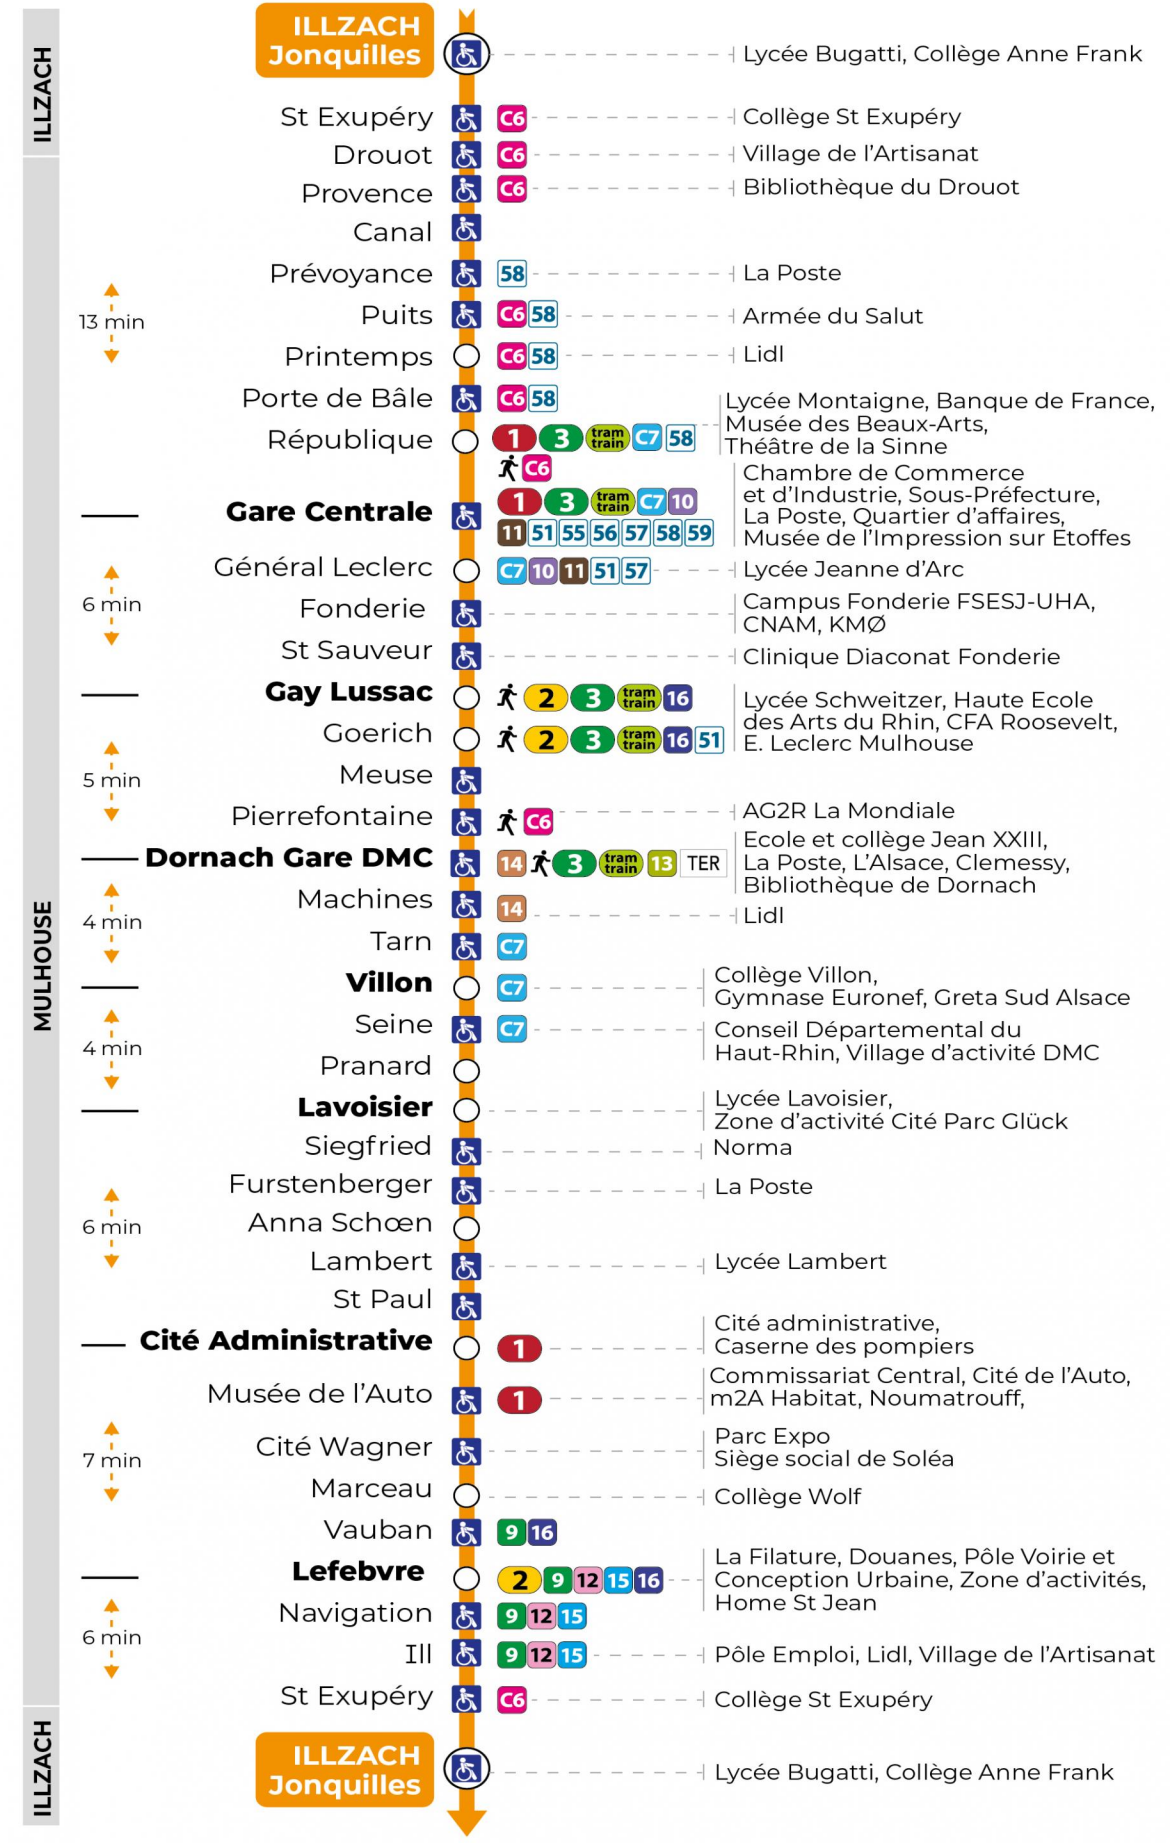 ILLZACH
Jonquilles
Lycée Bugatti, Collège Anne Frank
ILLZACH
St Exupéry C6 Collège St Exupéry
Drouot C6 Village de l'Artisanat
Provence C6 Bibliothèque du Drouot
Canal
Prévoyance 58 La Poste
13 min
Puits C6 58 Armée du Salut
Printemps C6 58 Lidl
Porte de Bâle C6 58
République 1 3 tram train C7 58
Lycée Montaigne, Banque de France,
Musée des Beaux-Arts,
Théâtre de la Sinne
C6
Gare Centrale
1 3 tram train C7 10
11 51 55 56 57 58 59
Chambre de Commerce
et d'Industrie, Sous-Préfecture,
La Poste, Quartier d'affaires,
Musée de l'Impression sur Etoffes
Général Leclerc C7 10 11 51 57 Lycée Jeanne d'Arc
6 min
Fonderie
Campus Fonderie FSESJ-UHA,
CNAM, KMØ
St Sauveur Clinique Diaconat Fonderie
Gay Lussac 2 3 tram train 16
Goerich 2 3 tram train 16 51
Lycée Schweitzer, Haute Ecole
des Arts du Rhin, CFA Roosevelt,
E. Leclerc Mulhouse
5 min
Meuse
Pierrefontaine C6 AG2R La Mondiale
Dornach Gare DMC 14 3 tram train 13 TER
Ecole et collège Jean XXIII,
La Poste, L'Alsace, Clemessy,
Bibliothèque de Dornach
MULHOUSE
4 min
Machines 14 Lidl
Tarn C7
Villon C7
Collège Villon,
Gymnase Euronef, Greta Sud Alsace
Seine C7
Conseil Départemental du
Haut-Rhin, Village d'activité DMC
4 min
Pranard
Lavoisier
Lycée Lavoisier,
Zone d'activité Cité Parc Glück
Siegfried Norma
Furstenberger La Poste
6 min
Anna Schœn
Lambert Lycée Lambert
St Paul
Cité Administrative 1
Cité administrative,
Caserne des pompiers
Musée de l'Auto 1
Commissariat Central, Cité de l'Auto,
m2A Habitat, Noumatrouff,
Cité Wagner
Parc Expo
Siège social de Soléa
7 min
Marceau Collège Wolf
Vauban 9 16
Lefebvre 2 9 12 15 16
La Filature, Douanes, Pôle Voirie et
Conception Urbaine, Zone d'activités,
Home St Jean
Navigation 9 12 15
6 min
Ill 9 12 15 Pôle Emploi, Lidl, Village de l'Artisanat
St Exupéry C6 Collège St Exupéry
ILLZACH
ILLZACH
Jonquilles
Lycée Bugatti, Collège Anne Frank